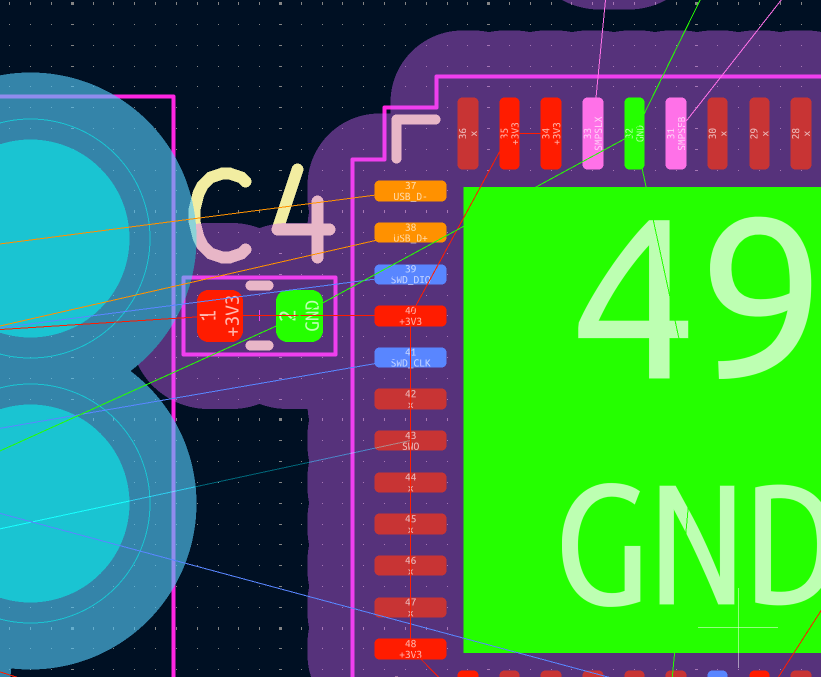 36 x
35 +3V3
34 +3V3
33 SMPSLX
32 GND
31 SMPSFB
30 x
29 x
28 x
C4
1 +3V3
2 GND
37
USB_D-
38
USB_D+
39
SWD_DIO
40
+3V3
41
SWD_CLK
42
x
43
SWO
44
x
45
x
46
x
47
x
48
+3V3
49
GND